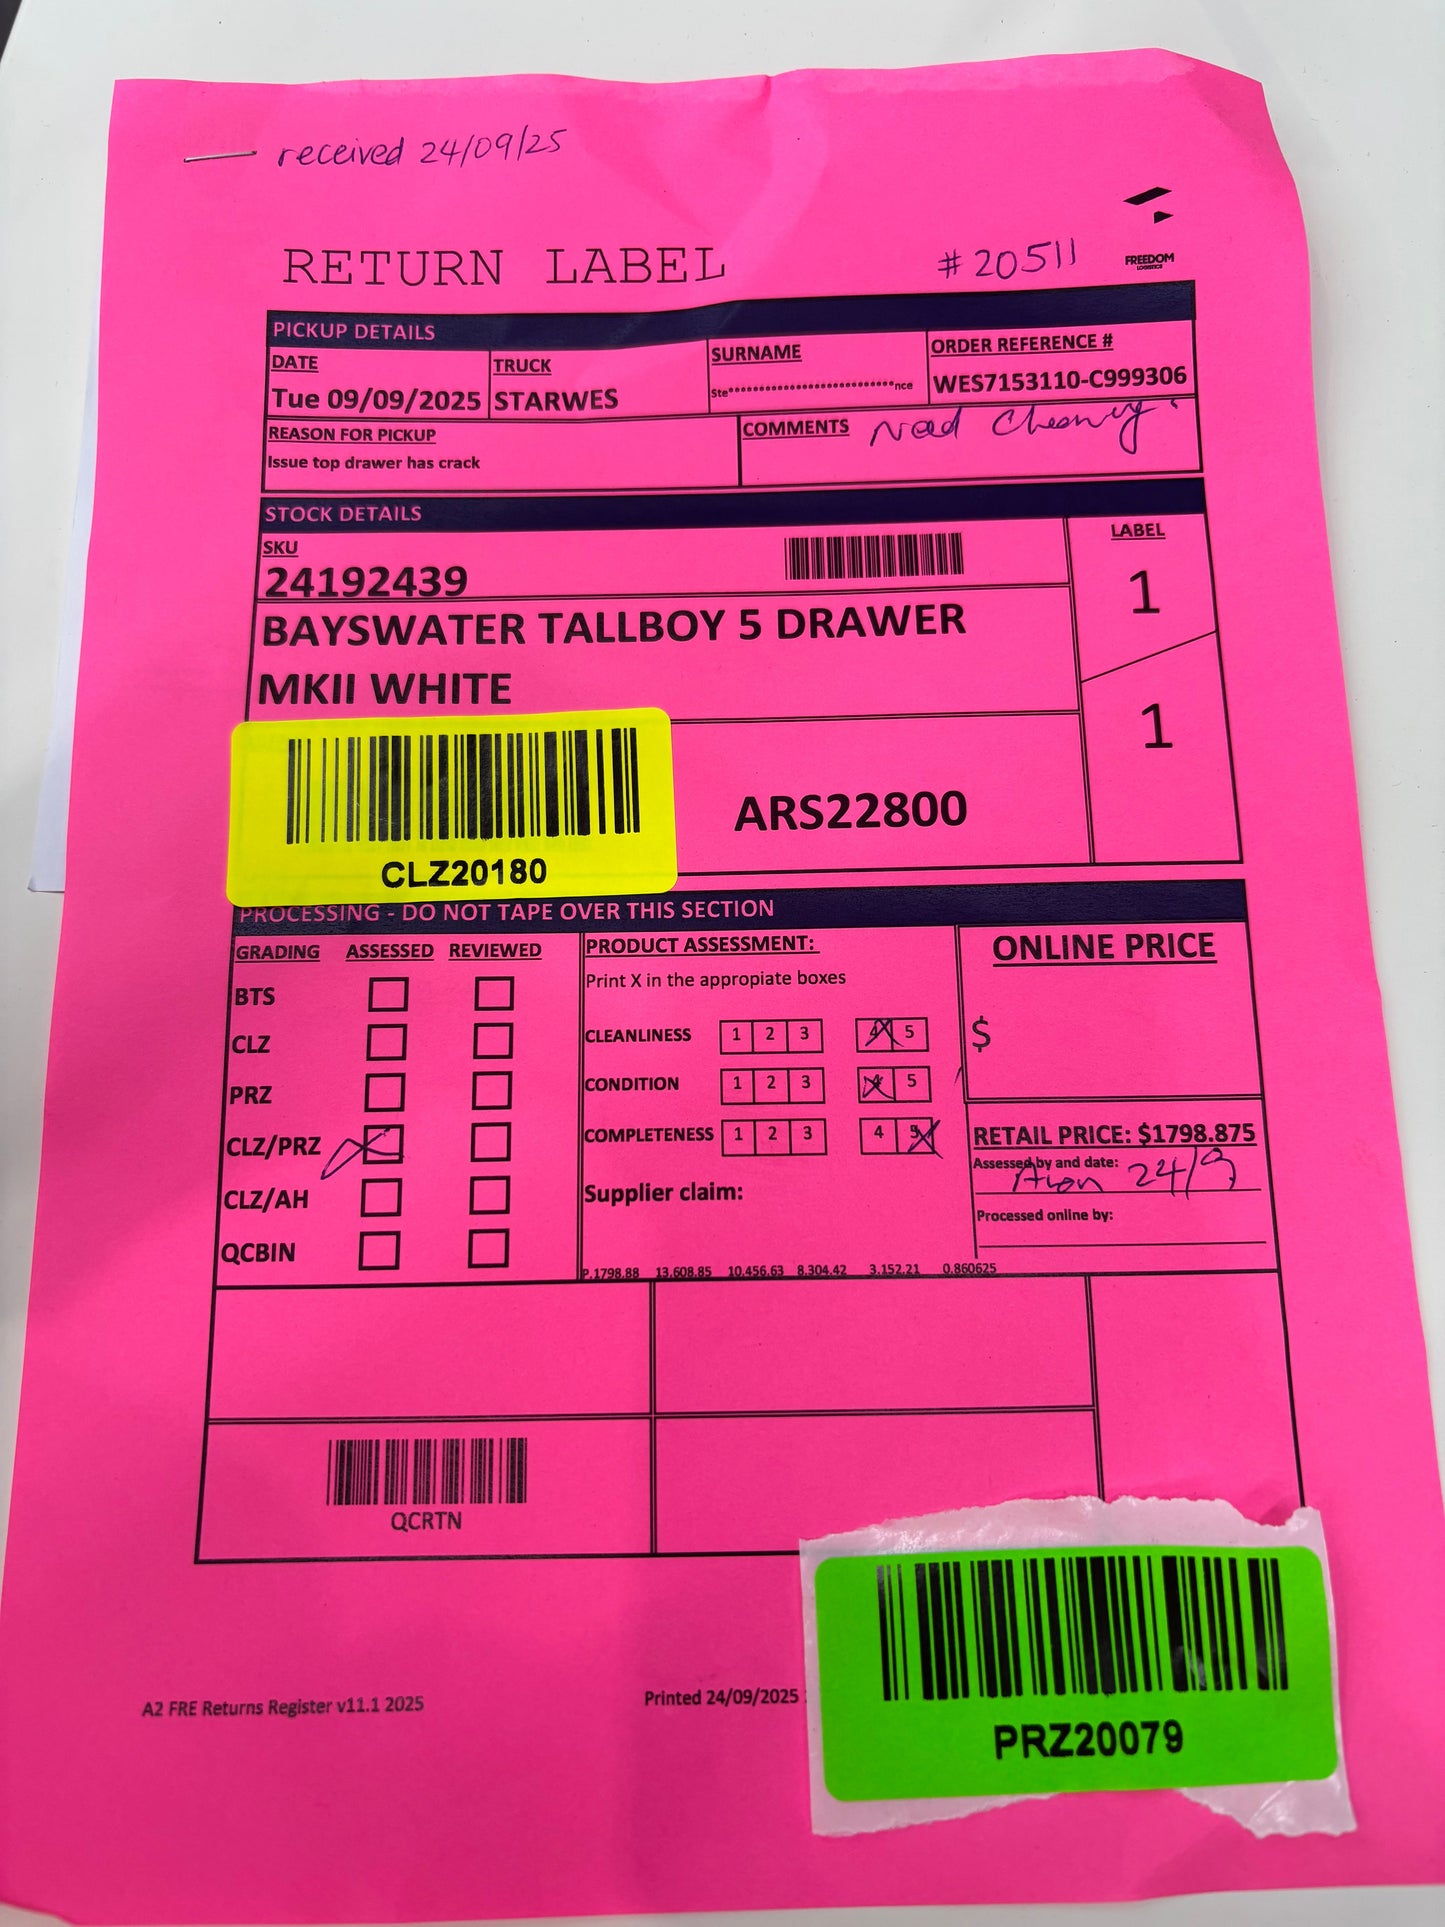 received 24/09/25
RETURN LABEL
#20511
FREEDOM
LOGISTICS
PICKUP DETAILS
DATE
Tue 09/09/2025
TRUCK
STARWES
SURNAME
Ste••••••••••••••••••••••••••••••nce
ORDER REFERENCE #
WES7153110-C999306
REASON FOR PICKUP
Issue top drawer has crack
COMMENTS Need
STOCK DETAILS
SKU
24192439
LABEL
1
1
BAYSWATER TALLBOY 5 DRAWER
MKII WHITE
CLZ20180
ARS22800
PROCESSING - DO NOT TAPE OVER THIS SECTION
GRADING ASSESSED REVIEWED
BTS
CLZ
PRZ
CLZ/PRZ
CLZ/AH
QCBIN
PRODUCT ASSESSMENT:
Print X in the appropiate boxes
CLEANLINESS 1 2 3 4 5
CONDITION 1 2 3 4 5
COMPLETENESS 1 2 3 4 5
Supplier claim:
P.1798.88 13.608.85 10.456.63 8.304.42 3.152.21 0.860625
ONLINE PRICE
$
RETAIL PRICE: $1798.875
Assessed by and date:
24/9
Processed online by:
QCRTN
A2 FRE Returns Register v11.1 2025
Printed 24/09/2025
PRZ20079